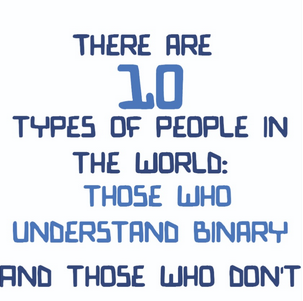 THERE ARE
10
TYPES OF PEOPLE IN
THE WORLD:
THOSE WHO
UNDERSTAND BINARY
AND THOSE WHO DON'T